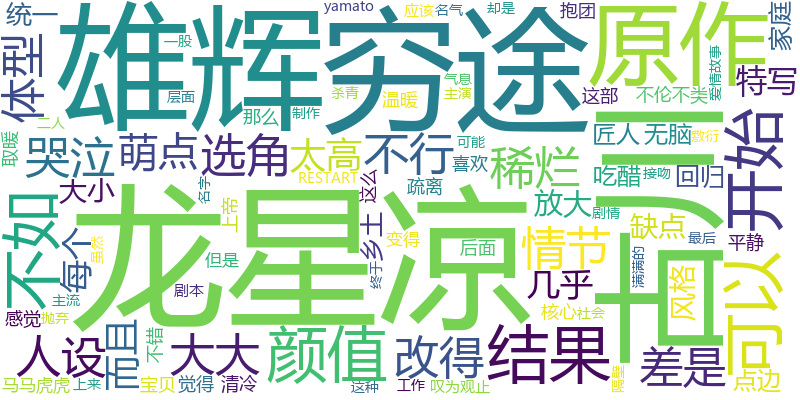 统一 yamato 应该 名气 却是 抱团
雄辉 穷途 原作 家庭
体型 一股 气息 爱情故事
层面 杀青 主演 这部 特写
那么 制作 温暖 不伦不类
二人
取暖 哭泣 萌点 选角 太高 不行 可能 喜欢 稀烂 匠人 无脑 敷衍 开始
不如 大小 RESTART 疏离 吃醋 接吻 回归
每个 名字 上帝 这么 乡土 放大 剧情 缺点
龙星凉 古川 可以
虽然 而且 但是 终于 变得 后面 情节 风格 最后 平静 满满的
主流 剧本 几乎
感觉 抛弃 人设 不错 大大 颜值 改得 结果 核心 社会 差是 点边
马马虎虎 上来 宝贝 觉得 清冷 这种 工作 叹为观止 隔壁